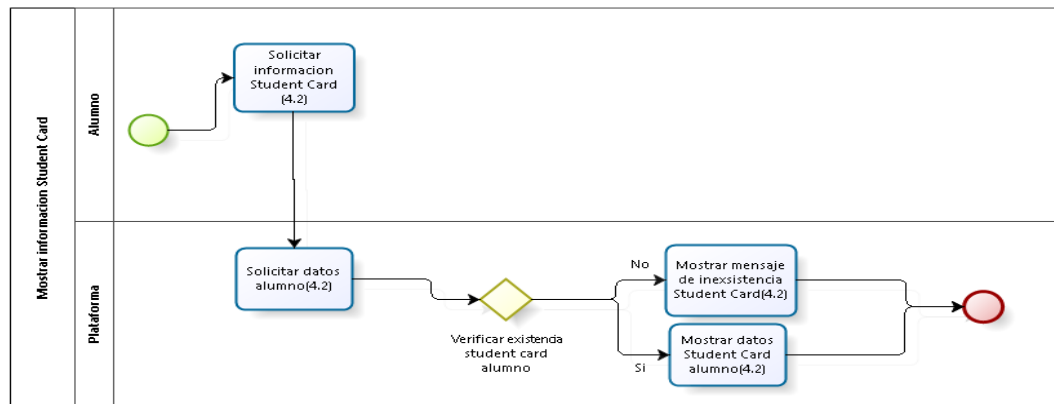 Mostrar informacion Student Card
Alumno
Solicitar
informacion
Student Card
(4.2)
Plataforma
Solicitar datos
alumno(4.2)
Verificar existencia
student card
alumno
No
Mostrar mensaje
de inexsistencia
Student Card(4.2)
Si
Mostrar datos
Student Card
alumno(4.2)